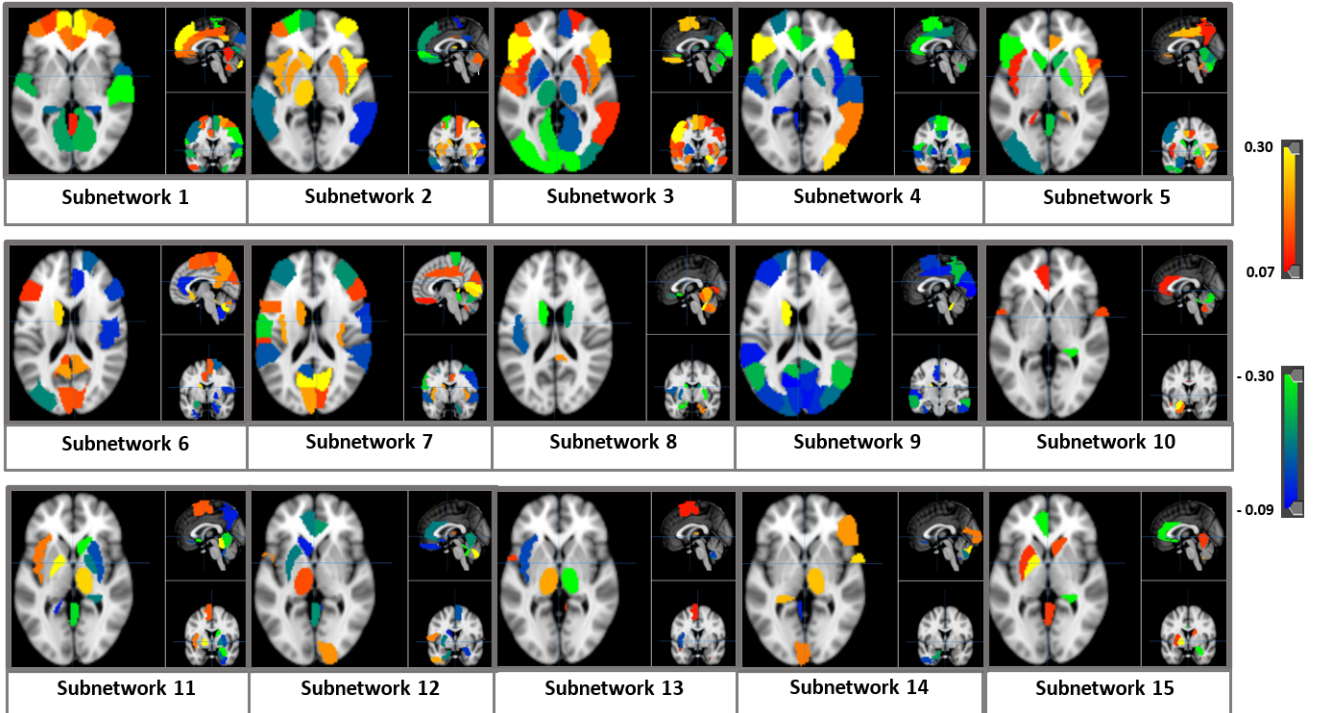 Subnetwork 1
Subnetwork 2
Subnetwork 3
Subnetwork 4
Subnetwork 5
0.30
0.07
Subnetwork 6
Subnetwork 7
Subnetwork 8
Subnetwork 9
Subnetwork 10
- 0.30
- 0.09
Subnetwork 11
Subnetwork 12
Subnetwork 13
Subnetwork 14
Subnetwork 15